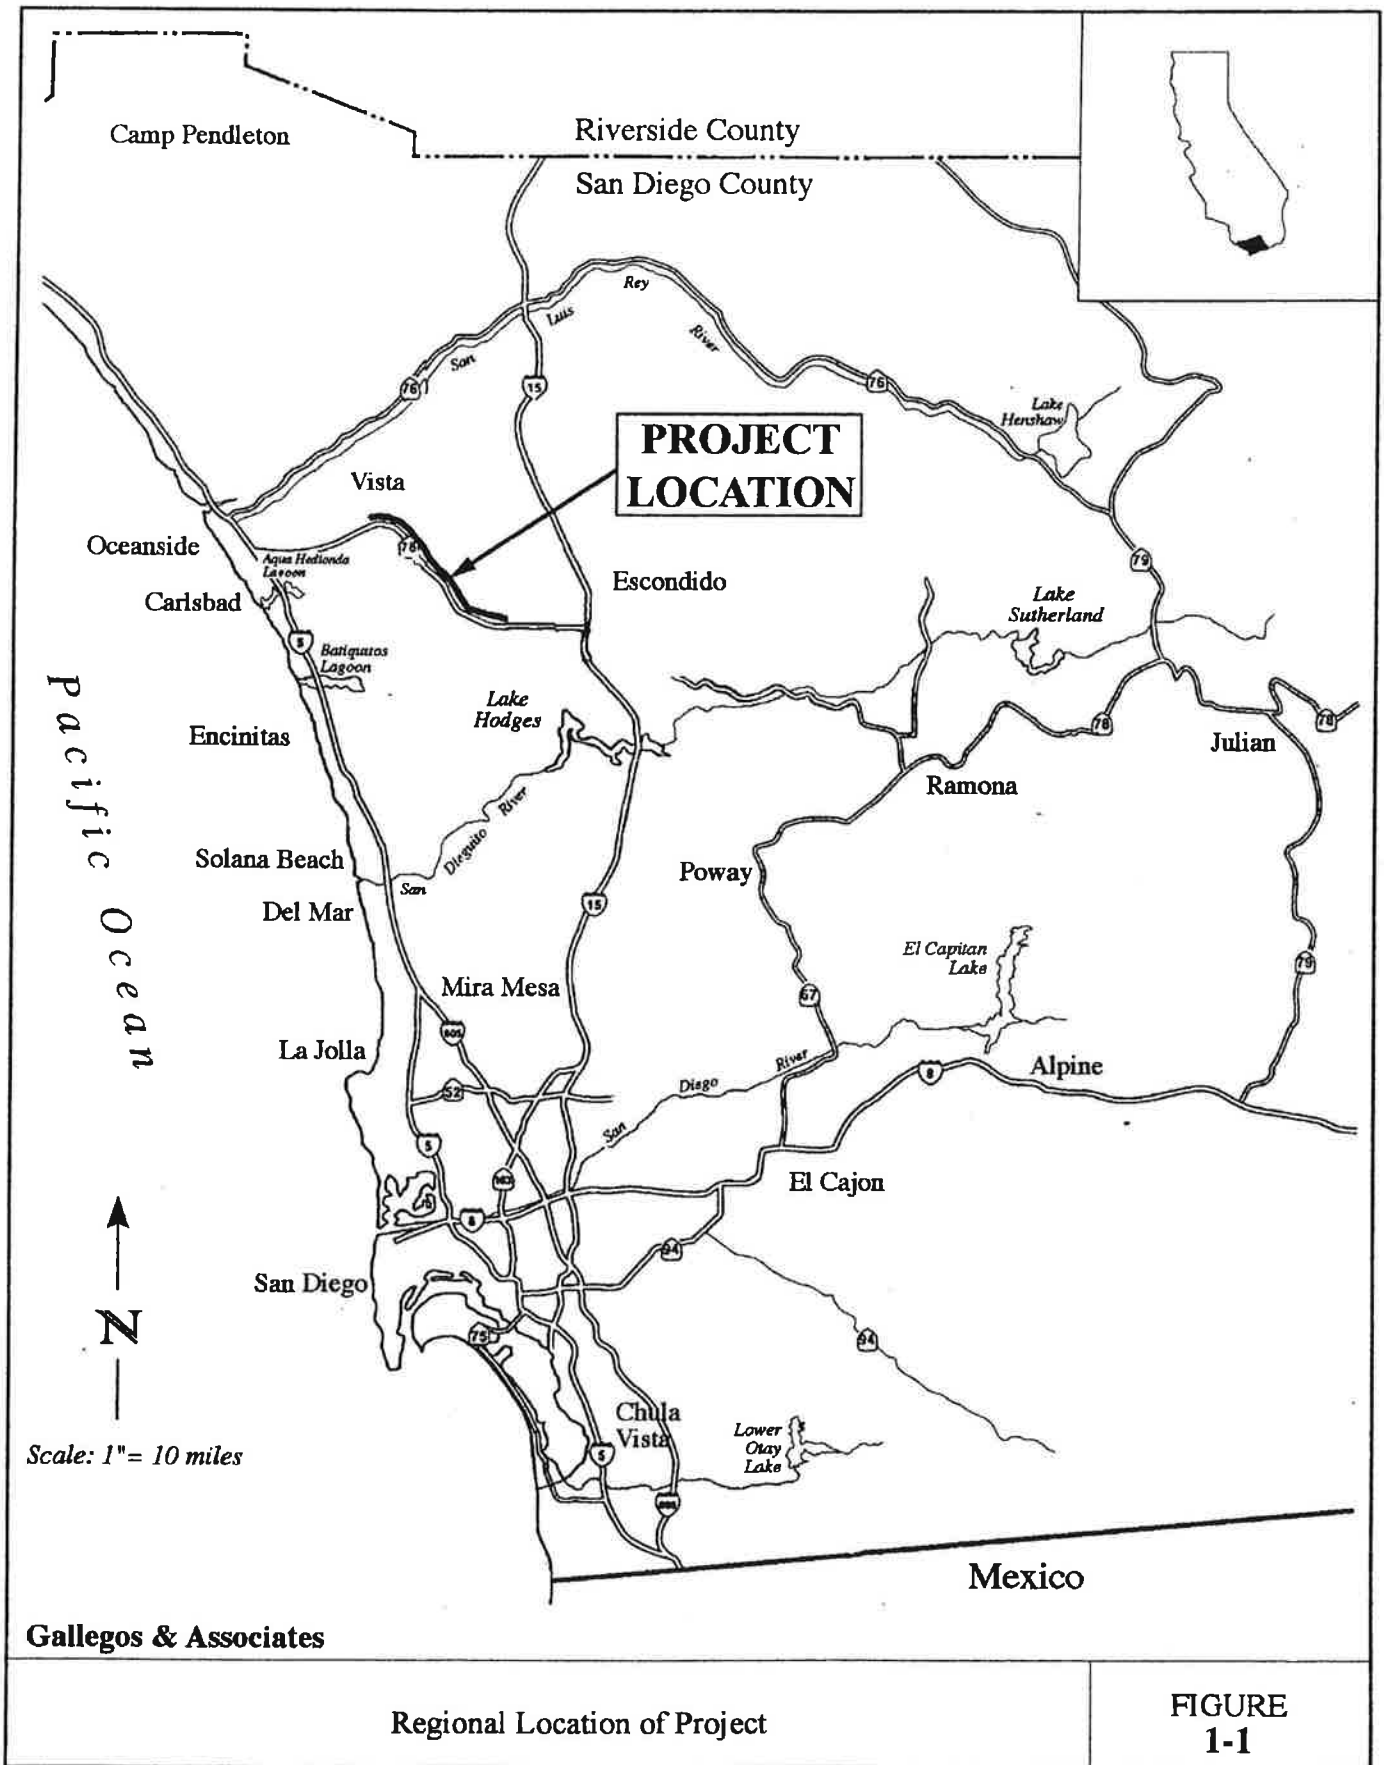 Camp Pendleton
Riverside County
San Diego County
Rey
Luis
San
River
76
15
76
Lake
Henshaw
PROJECT
LOCATION
Vista
Oceanside
78
Aqua Hedionda
Lagoon
Carlsbad
Escondido
79
Lake
Sutherland
5
Batiquitos
Lagoon
Lake
Hodges
Encinitas
78
78
Julian
Ramona
Pacific Ocean
River
Dieguito
San
Solana Beach
Del Mar
Poway
15
El Capitan
Lake
79
Mira Mesa
67
805
La Jolla
52
San
Diego
River
8
Alpine
5
163
El Cajon
8
94
San Diego
75
94
N
Chula
Vista
Lower
Otay
Lake
5
805
Scale: 1"= 10 miles
Mexico
Gallegos & Associates
Regional Location of Project
FIGURE
1-1